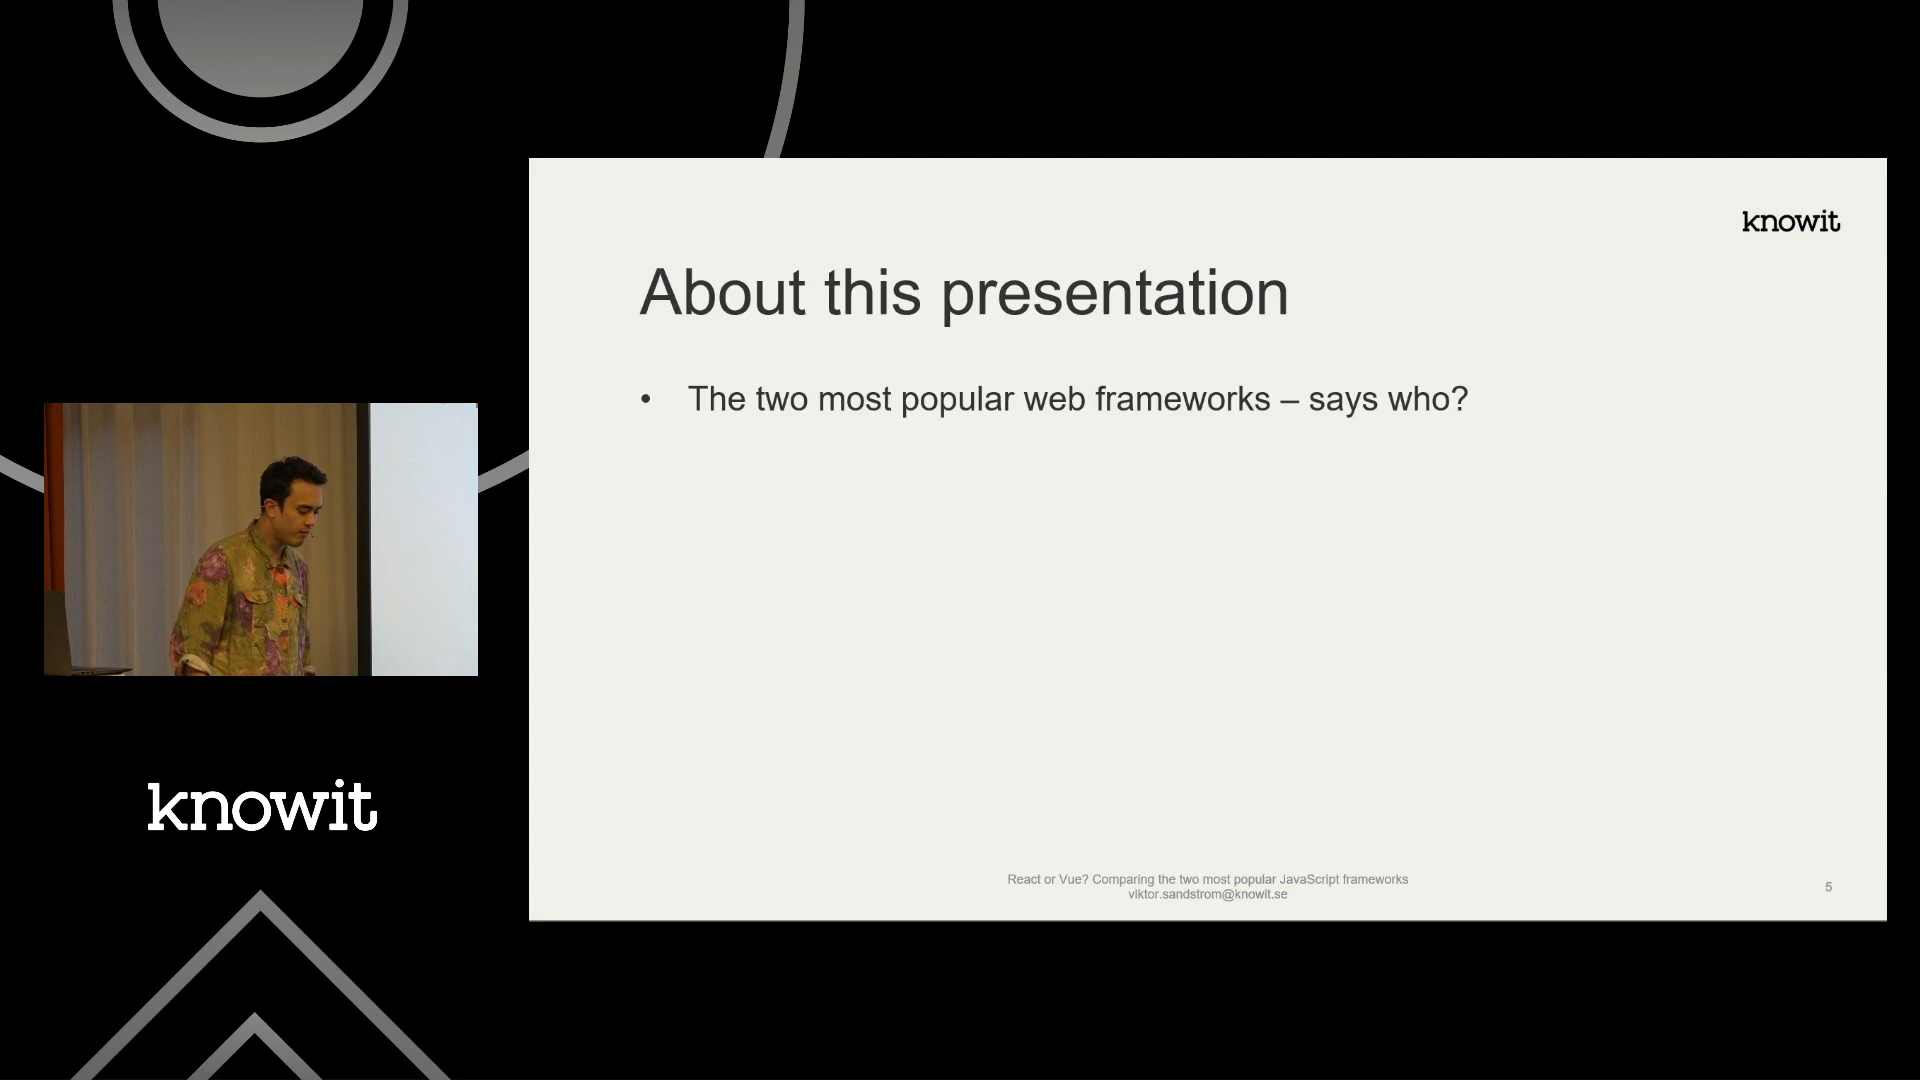 knowit
About this presentation
• The two most popular web frameworks – says who?
React or Vue? Comparing the two most popular JavaScript frameworks
viktor.sandstrom@knowit.se
5
knowit